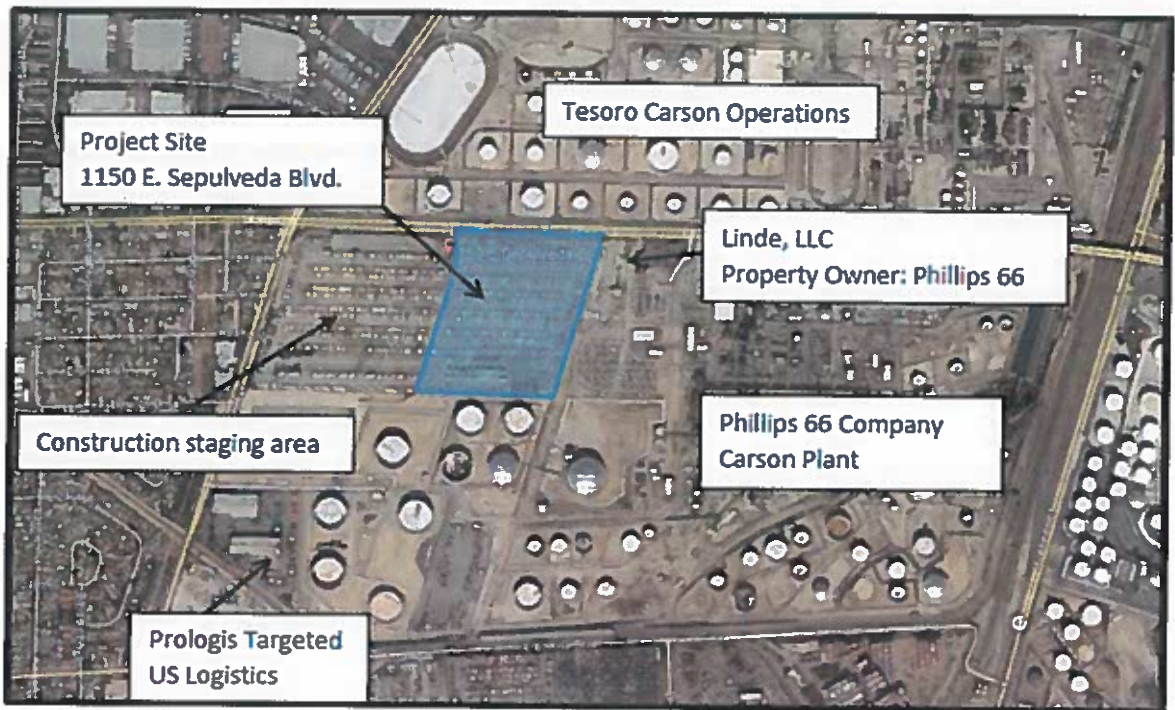 Tesoro Carson Operations
Project Site
1150 E. Sepulveda Blvd.
Linde, LLC
Property Owner: Phillips 66
Construction staging area
Phillips 66 Company
Carson Plant
Prologis Targeted
US Logistics